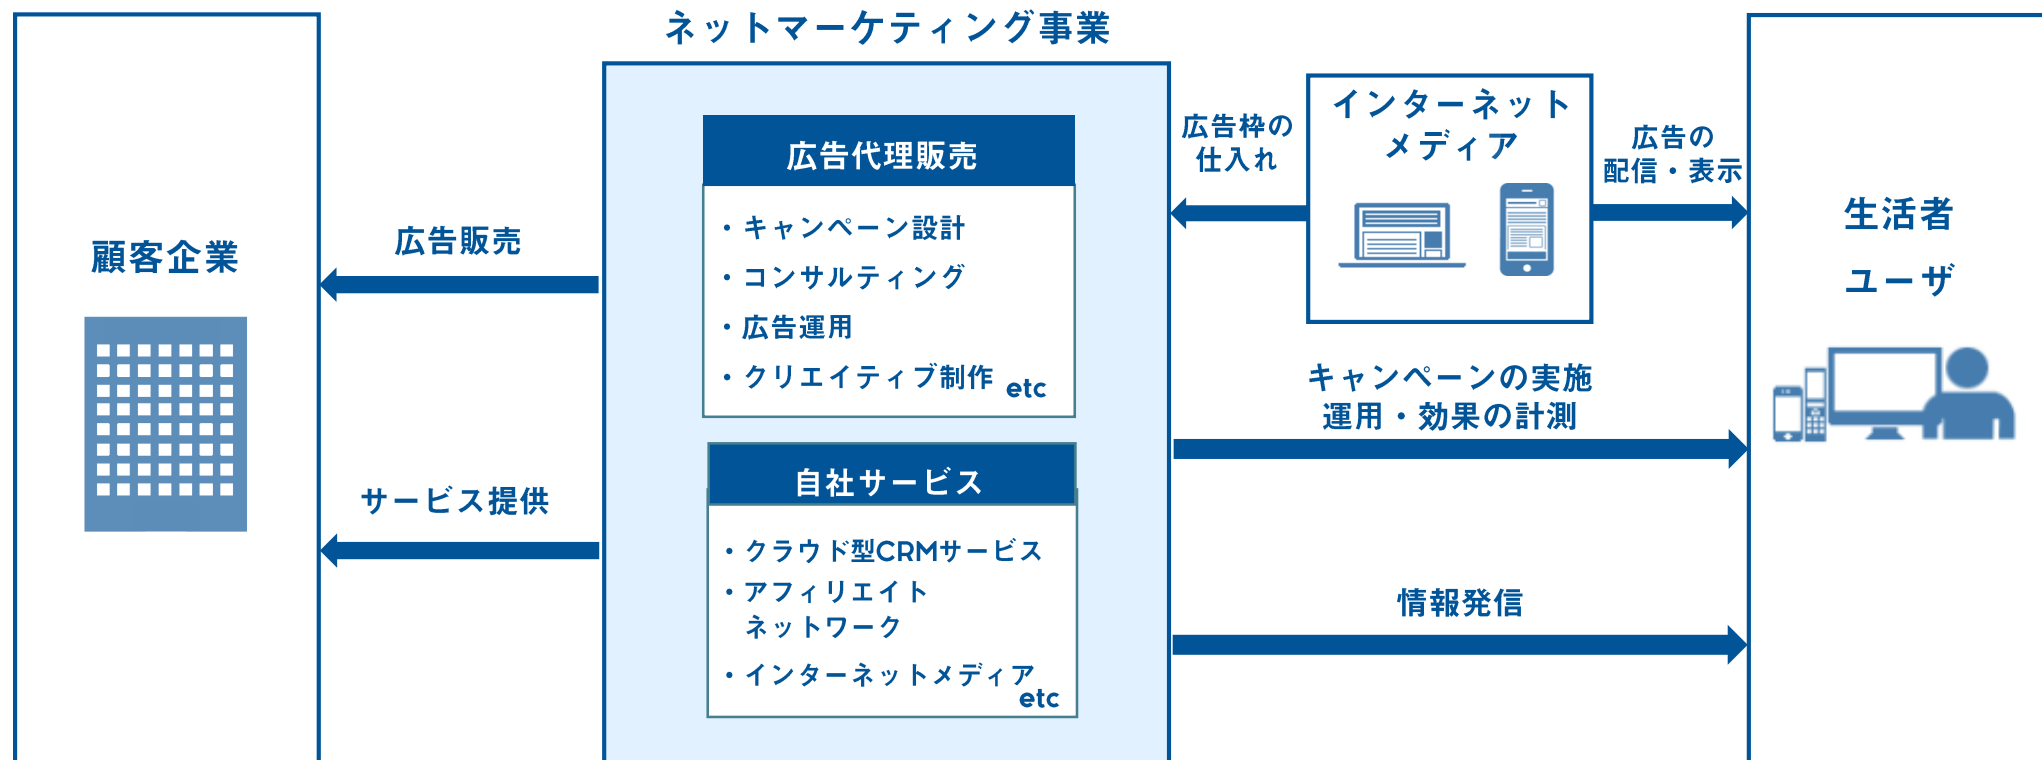 ネットマーケティング事業
顧客企業
広告販売
サービス提供
広告代理販売
・キャンペーン設計
・コンサルティング
・広告運用
・クリエイティブ制作 etc
自社サービス
・クラウド型CRMサービス
・アフィリエイト
ネットワーク
・インターネットメディア
etc
広告枠の
仕入れ
インターネット
メディア
広告の
配信・表示
キャンペーンの実施
運用・効果の計測
情報発信
生活者
ユーザ